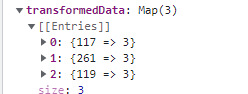 transformedData: Map(3)
[[Entries]]
0: {117 => 3}
1: {261 => 3}
2: {119 => 3}
size: 3